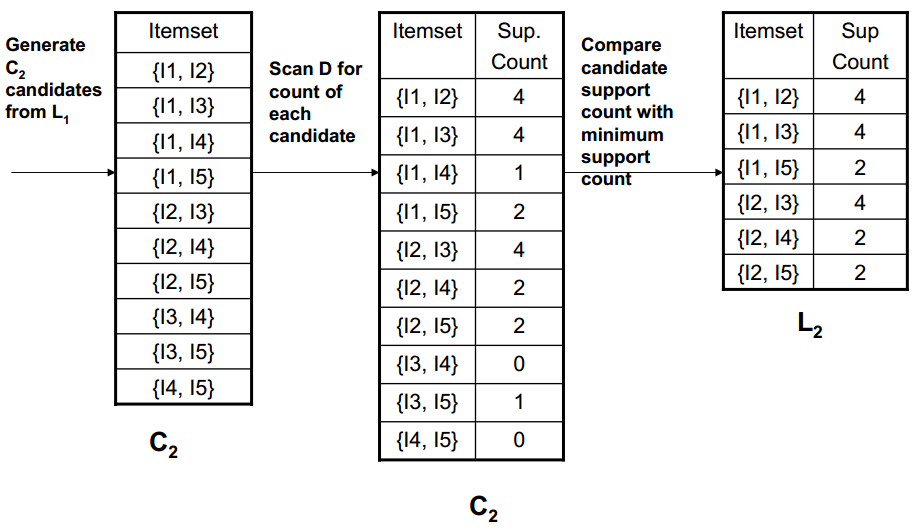 Generate
C2
candidates
from L1
Itemset
{I1, I2}
{I1, I3}
{I1, I4}
{I1, I5}
{I2, I3}
{I2, I4}
{I2, I5}
{I3, I4}
{I3, I5}
{I4, I5}
C2
Scan D for
count of
each
candidate
Itemset Sup.
Count
{I1, I2} 4
{I1, I3} 4
{I1, I4} 1
{I1, I5} 2
{I2, I3} 4
{I2, I4} 2
{I2, I5} 2
{I3, I4} 0
{I3, I5} 1
{I4, I5} 0
C2
Compare
candidate
support
count with
minimum
support
count
Itemset Sup
Count
{I1, I2} 4
{I1, I3} 4
{I1, I5} 2
{I2, I3} 4
{I2, I4} 2
{I2, I5} 2
L2